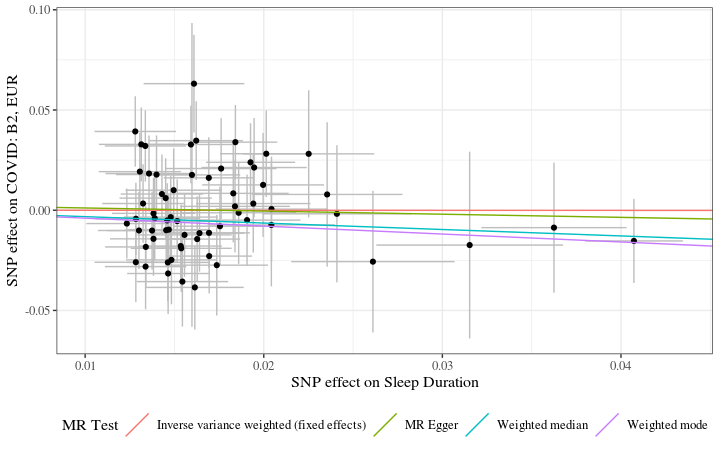 0.10
0.05
0.00
-0.05
SNP effect on COVID: B2, EUR
0.01
0.02
0.03
0.04
SNP effect on Sleep Duration
MR Test
Inverse variance weighted (fixed effects)
MR Egger
Weighted median
Weighted mode